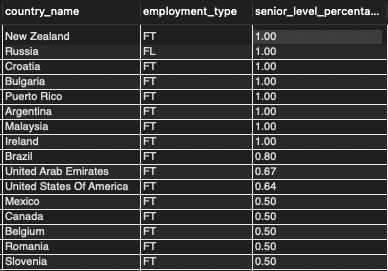 country_name employment_type senior_level_percenta...
New Zealand FT 1.00
Russia FL 1.00
Croatia FT 1.00
Bulgaria FT 1.00
Puerto Rico FT 1.00
Argentina FT 1.00
Malaysia FT 1.00
Ireland FT 1.00
Brazil FT 0.80
United Arab Emirates FT 0.67
United States Of America FT 0.64
Mexico FT 0.50
Canada FT 0.50
Belgium FT 0.50
Romania FT 0.50
Slovenia FT 0.50